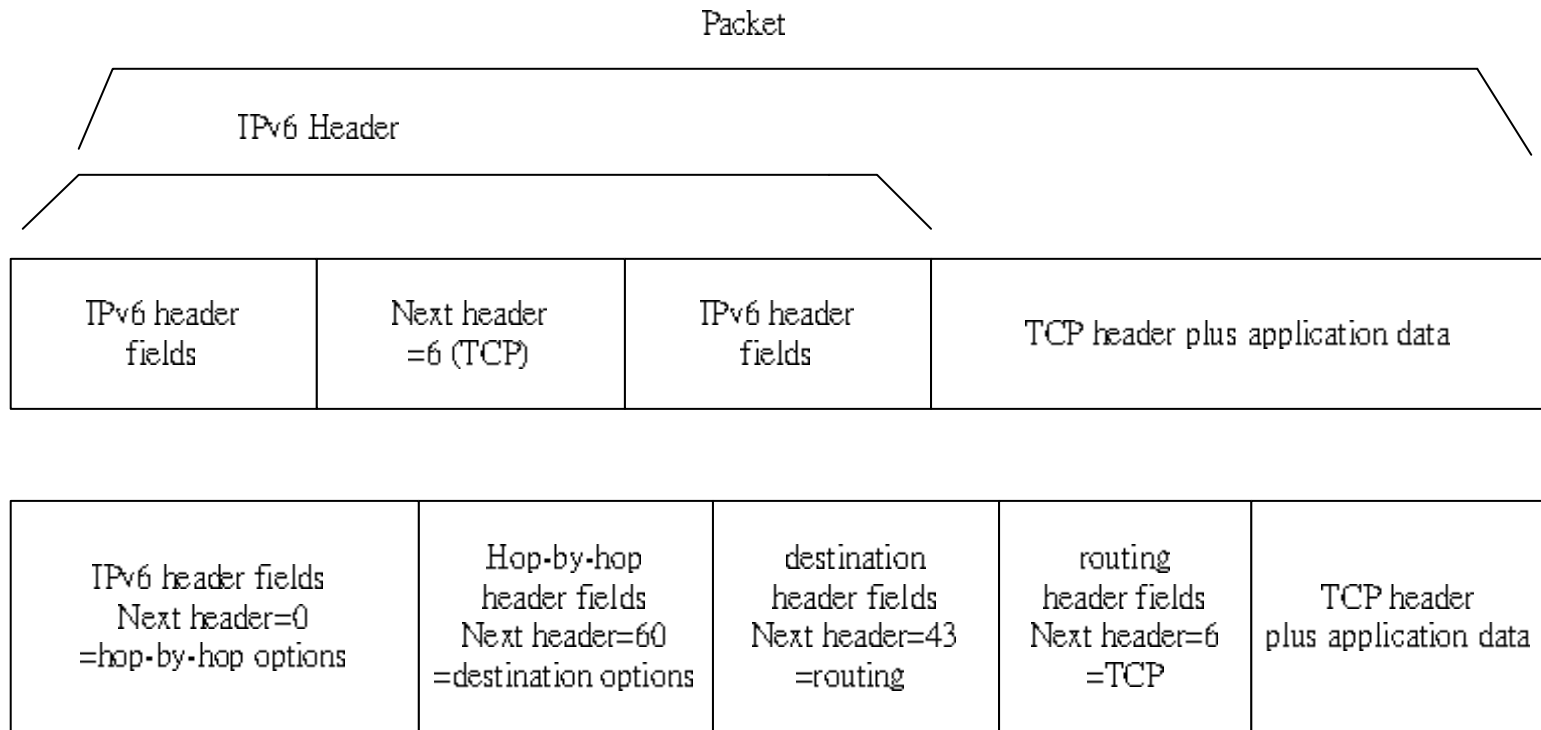 Packet
IPv6 Header
IPv6 header
fields
Next header
=6 (TCP)
IPv6 header
fields
TCP header plus application data
IPv6 header fields
Next header=0
=hop-by-hop options
Hop-by-hop
header fields
Next header=60
=destination options
destination
header fields
Next header=43
=routing
routing
header fields
Next header=6
=TCP
TCP header
plus application data